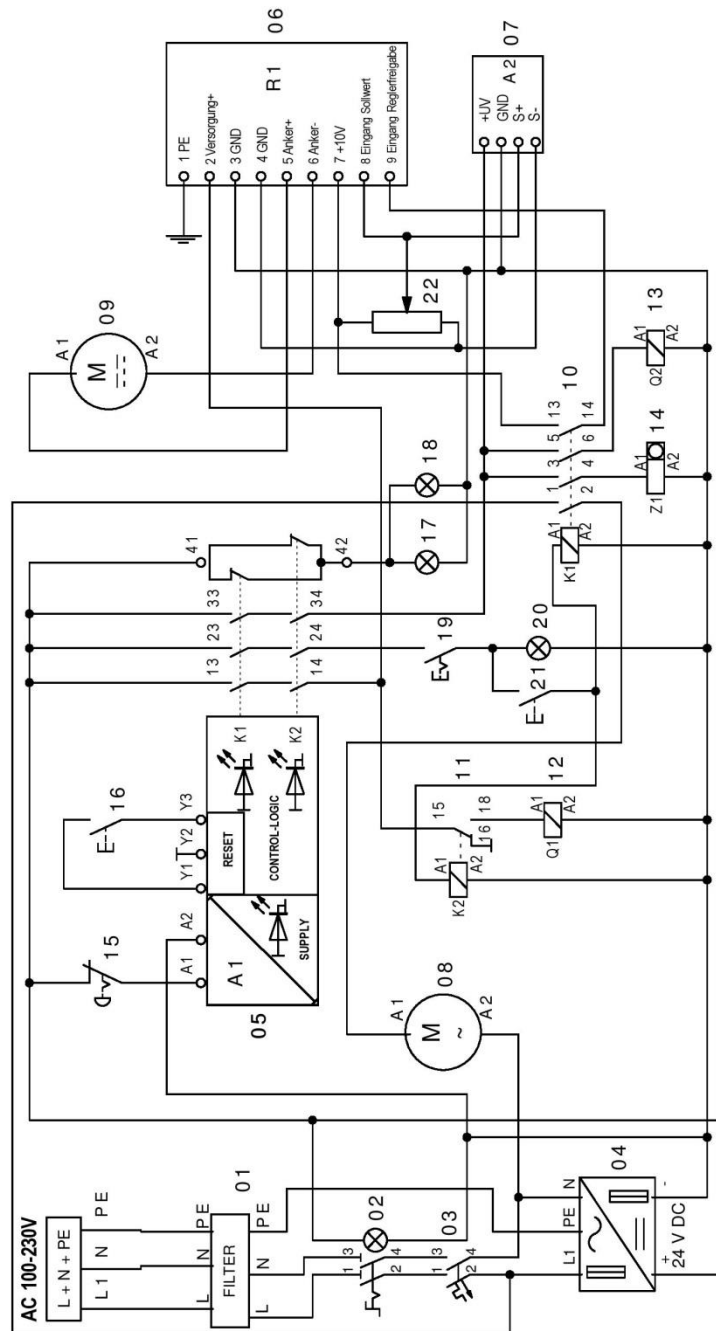 AC 100-230V
L + N + PE
L1
N
PE
L
N
PE
FILTER
01
L
N
PE
1
3
2
4
02
1
3
2
4
03
L1
PE
N
04
+
24 V DC
-
15
A1
A2
Y1
Y2
Y3
16
A1
SUPPLY
RESET
CONTROL-LOGIC
K1
K2
05
13
23
33
41
14
24
34
42
17
18
A1
M
~
A2
08
A1
M
A2
09
11
15
16
18
K2
A1
A2
12
Q1
A1
A2
19
20
21
10
K1
A1
A2
1
3
5
13
2
4
6
14
Z1
A1
A2
14
Q2
A1
A2
13
22
R1
06
1 PE
2 Versorgung+
3 GND
4 GND
5 Anker+
6 Anker-
7 +10V
8 Eingang Sollwert
9 Eingang Reglerfreigabe
A2
07
+UV
GND
S+
S-